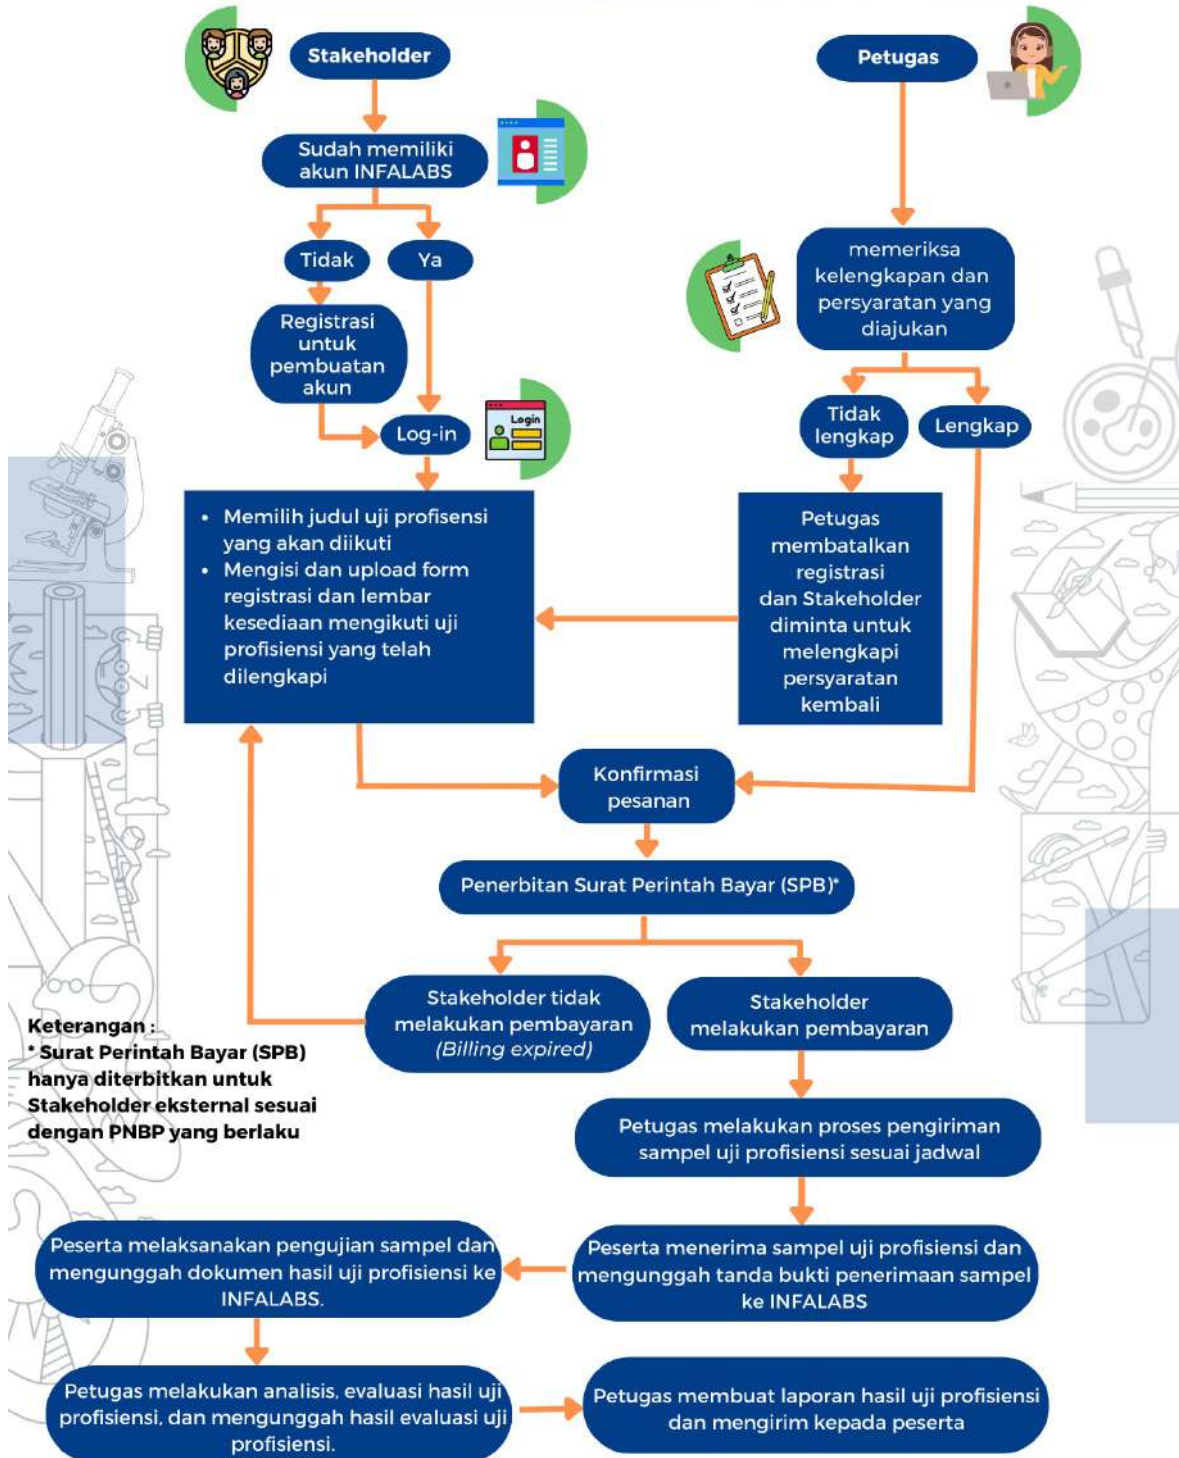 Stakeholder
Petugas
Sudah memiliki
akun INFALABS
Tidak
Ya
Registrasi
untuk
pembuatan
akun
Log-in
Login
memeriksa
kelengkapan dan
persyaratan yang
diajukan
Tidak
lengkap
Lengkap
• Memilih judul uji profisensi
yang akan diikuti
• Mengisi dan upload form
registrasi dan lembar
kesediaan mengikuti uji
profisiensi yang telah
dilengkapi
Petugas
membatalkan
registrasi
dan Stakeholder
diminta untuk
melengkapi
persyaratan
kembali
Konfirmasi
pesanan
Penerbitan Surat Perintah Bayar (SPB)*
Stakeholder tidak
melakukan pembayaran
(Billing expired)
Stakeholder
melakukan pembayaran
Keterangan :
* Surat Perintah Bayar (SPB)
hanya diterbitkan untuk
Stakeholder eksternal sesuai
dengan PNBP yang berlaku
Petugas melakukan proses pengiriman
sampel uji profisiensi sesuai jadwal
Peserta menerima sampel uji profisiensi dan
mengunggah tanda bukti penerimaan sampel
ke INFALABS
Peserta melaksanakan pengujian sampel dan
mengunggah dokumen hasil uji profisiensi ke
INFALABS.
Petugas melakukan analisis, evaluasi hasil uji
profisiensi, dan mengunggah hasil evaluasi uji
profisiensi.
Petugas membuat laporan hasil uji profisiensi
dan mengirim kepada peserta